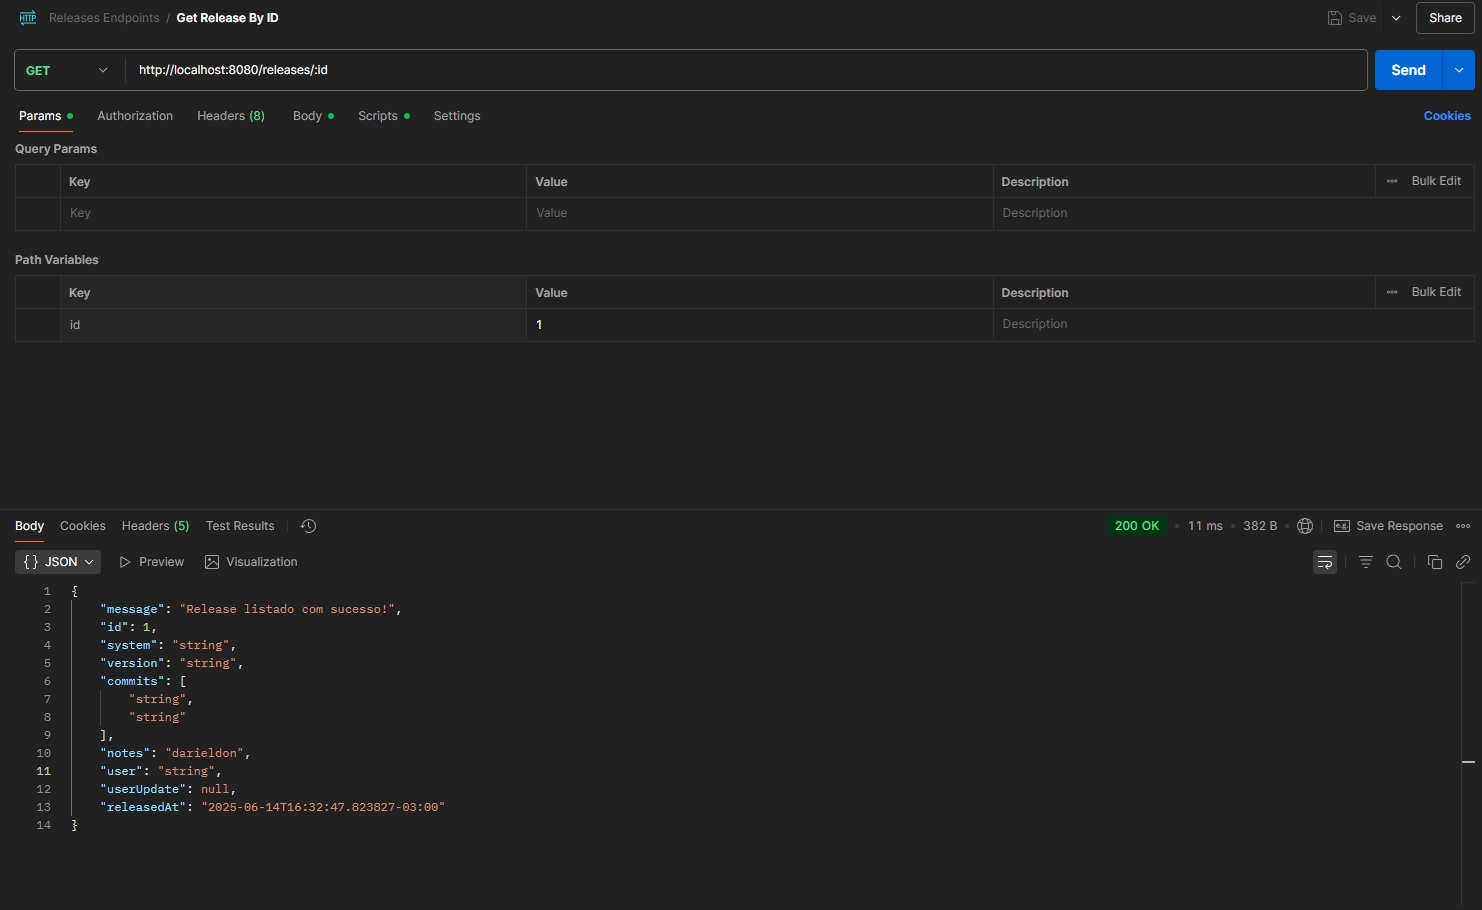 HTTP Releases Endpoints / Get Release By ID Save Share
GET http://localhost:8080/releases/:id Send
Params Authorization Headers (8) Body Scripts Settings Cookies
Query Params
Key Value Description ••• Bulk Edit
Key Value Description
Path Variables
Key Value Description ••• Bulk Edit
id 1 Description
Body Cookies Headers (5) Test Results 200 OK • 11 ms • 382 B e.g. Save Response
{} JSON Preview Visualization
1 {
2 "message": "Release listado com sucesso!",
3 "id": 1,
4 "system": "string",
5 "version": "string",
6 "commits": [
7 "string",
8 "string"
9 ],
10 "notes": "darieldon",
11 "user": "string",
12 "userUpdate": null,
13 "releasedAt": "2025-06-14T16:32:47.823827-03:00"
14 }